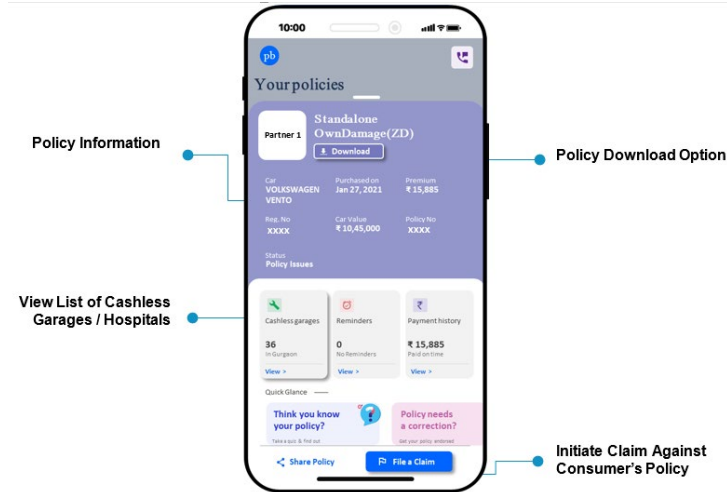 10:00
pb
Your policies
Partner 1
Standalone
OwnDamage(ZD)
Download
Policy Information
Policy Download Option
Car
Purchased on
Premium
VOLKSWAGEN
VENTO
Jan 27, 2021
₹ 15,885
Reg. No
Car Value
Policy No
XXXX
₹ 10,45,000
XXXX
Status
Policy Issues
View List of Cashless
Garages / Hospitals
Cashless garages
Reminders
Payment history
36
0
₹ 15,885
In Gurgaon
No Reminders
Paid on time
View >
View >
View >
Quick Glance
Think you know
your policy?
Take a quiz & find out
Policy needs
a correction?
Get your policy endorsed
Share Policy
File a Claim
Initiate Claim Against
Consumer's Policy